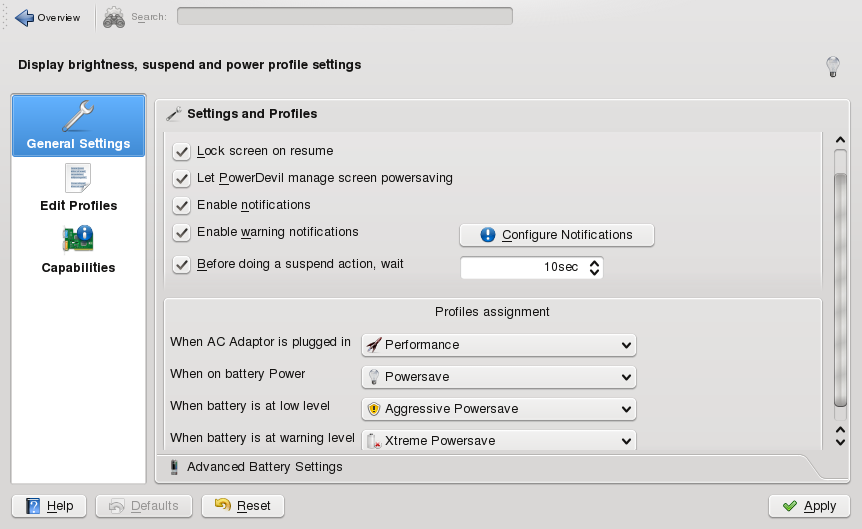 Overview Search:
Display brightness, suspend and power profile settings
General Settings
Edit Profiles
Capabilities
Settings and Profiles
Lock screen on resume
Let PowerDevil manage screen powersaving
Enable notifications
Enable warning notifications Configure Notifications
Before doing a suspend action, wait 10sec
Profiles assignment
When AC Adaptor is plugged in Performance
When on battery Power Powersave
When battery is at low level Aggressive Powersave
When battery is at warning level Xtreme Powersave
Advanced Battery Settings
Help Defaults Reset Apply